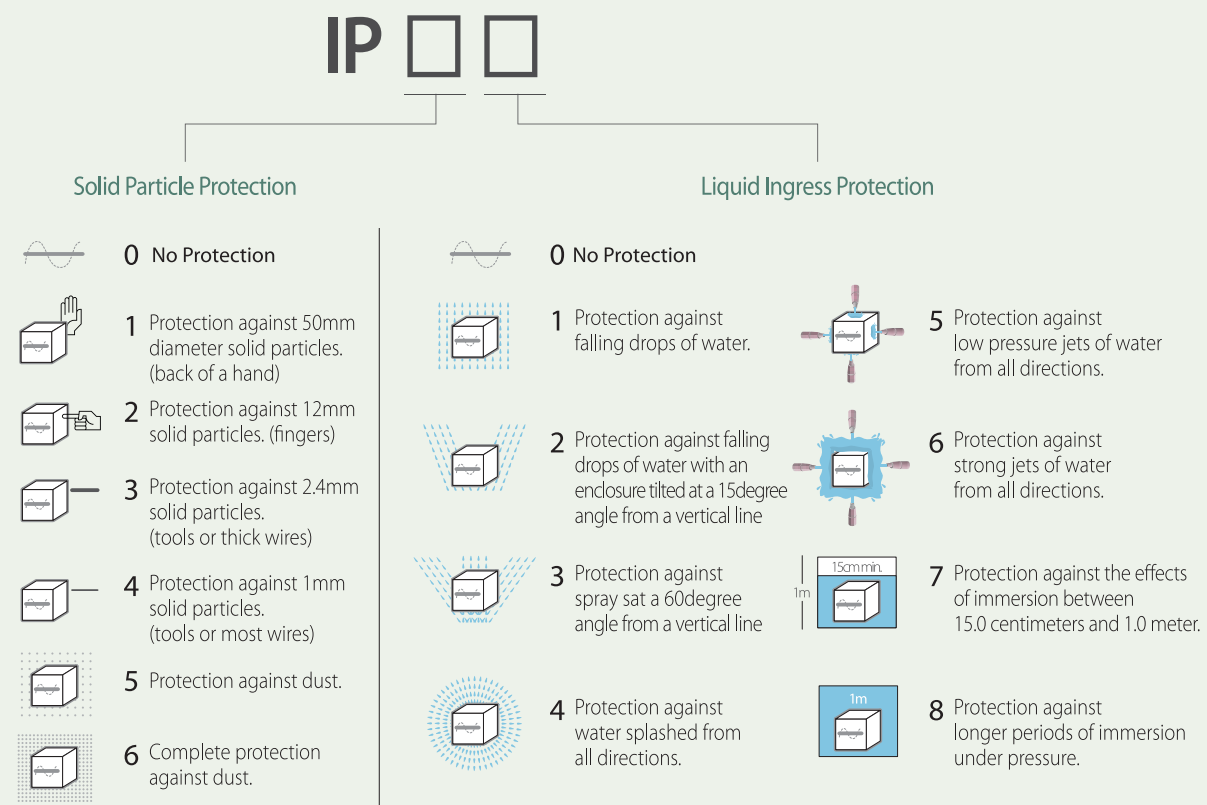 IP □ □
Solid Particle Protection
0 No Protection
1 Protection against 50mm
diameter solid particles.
(back of a hand)
2 Protection against 12mm
solid particles. (fingers)
3 Protection against 2.4mm
solid particles.
(tools or thick wires)
4 Protection against 1mm
solid particles.
(tools or most wires)
5 Protection against dust.
6 Complete protection
against dust.
Liquid Ingress Protection
0 No Protection
1 Protection against
falling drops of water.
2 Protection against falling
drops of water with an
enclosure tilted at a 15degree
angle from a vertical line
3 Protection against
spray sat a 60degree
angle from a vertical line
4 Protection against
water splashed from
all directions.
5 Protection against
low pressure jets of water
from all directions.
6 Protection against
strong jets of water
from all directions.
15cm min.
1m
7 Protection against the effects
of immersion between
15.0 centimeters and 1.0 meter.
1m
8 Protection against
longer periods of immersion
under pressure.